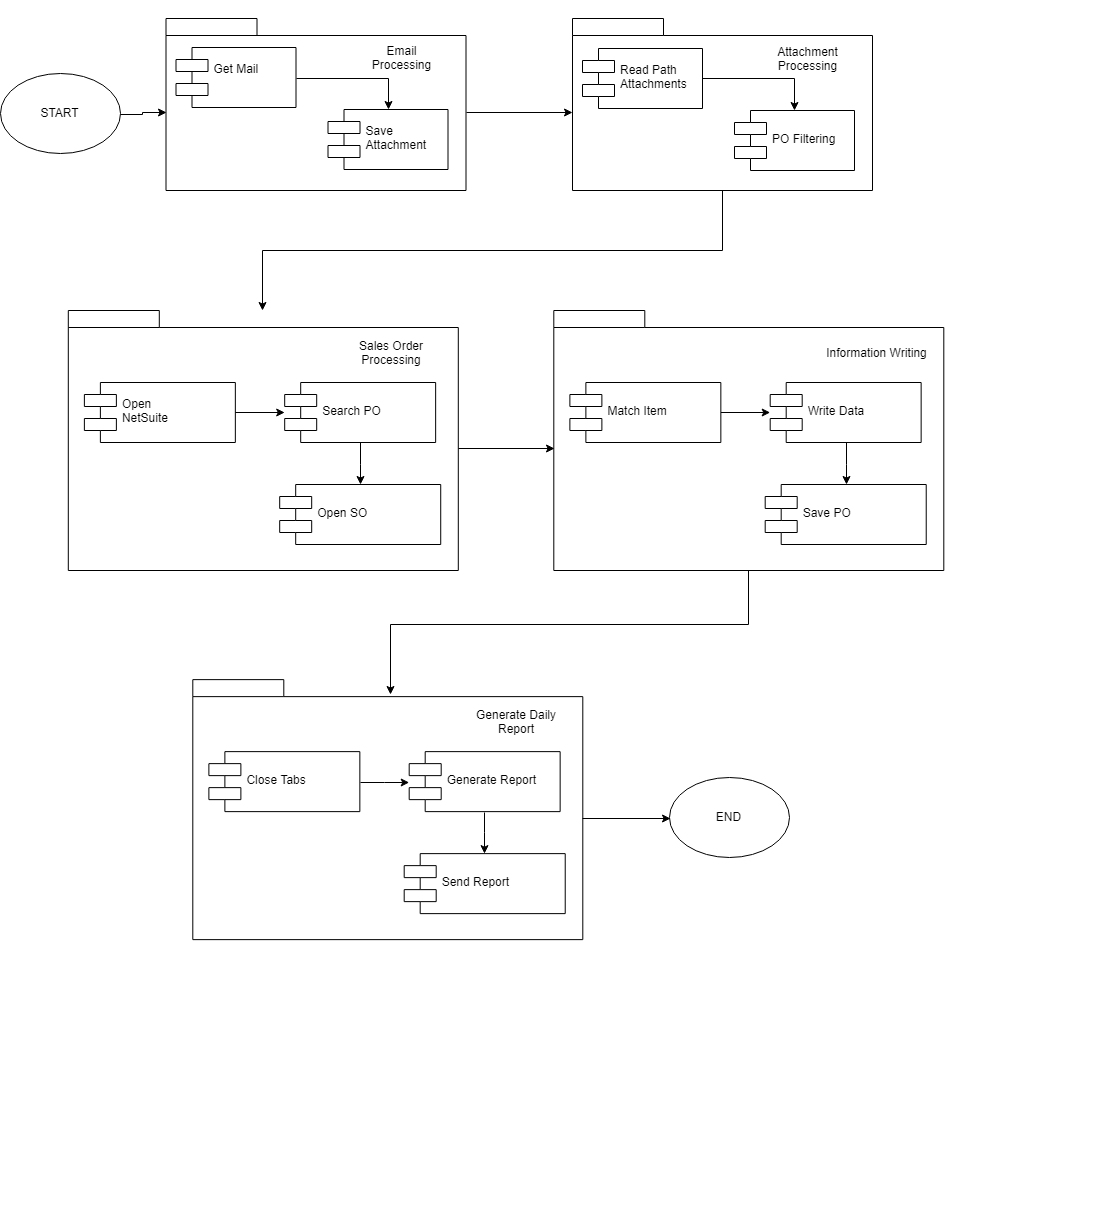 START
Email
Processing
Get Mail
Save
Attachment
Attachment
Processing
Read Path
Attachments
PO Filtering
Sales Order
Processing
Open
NetSuite
Search PO
Open SO
Information Writing
Match Item
Write Data
Save PO
Generate Daily
Report
Close Tabs
Generate Report
Send Report
END